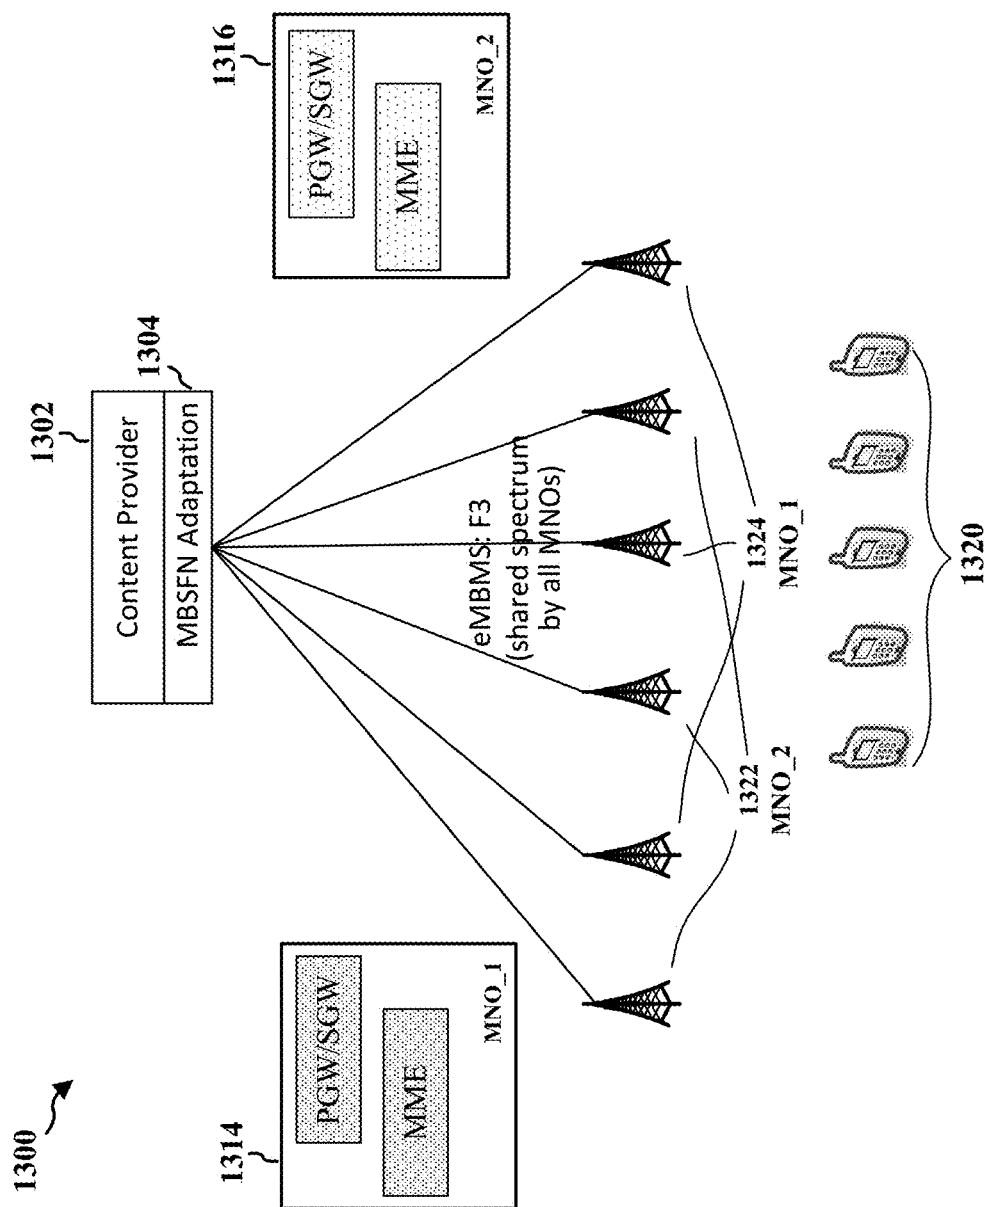 1300
1302
Content Provider
1304
MBSFN Adaptation
1314
PGW/SGW
MME
MNO_1
1316
PGW/SGW
MME
MNO_2
eMBMS: F3
(shared spectrum
by all MNOs)
1322
MNO_2
1324
MNO_1
1320